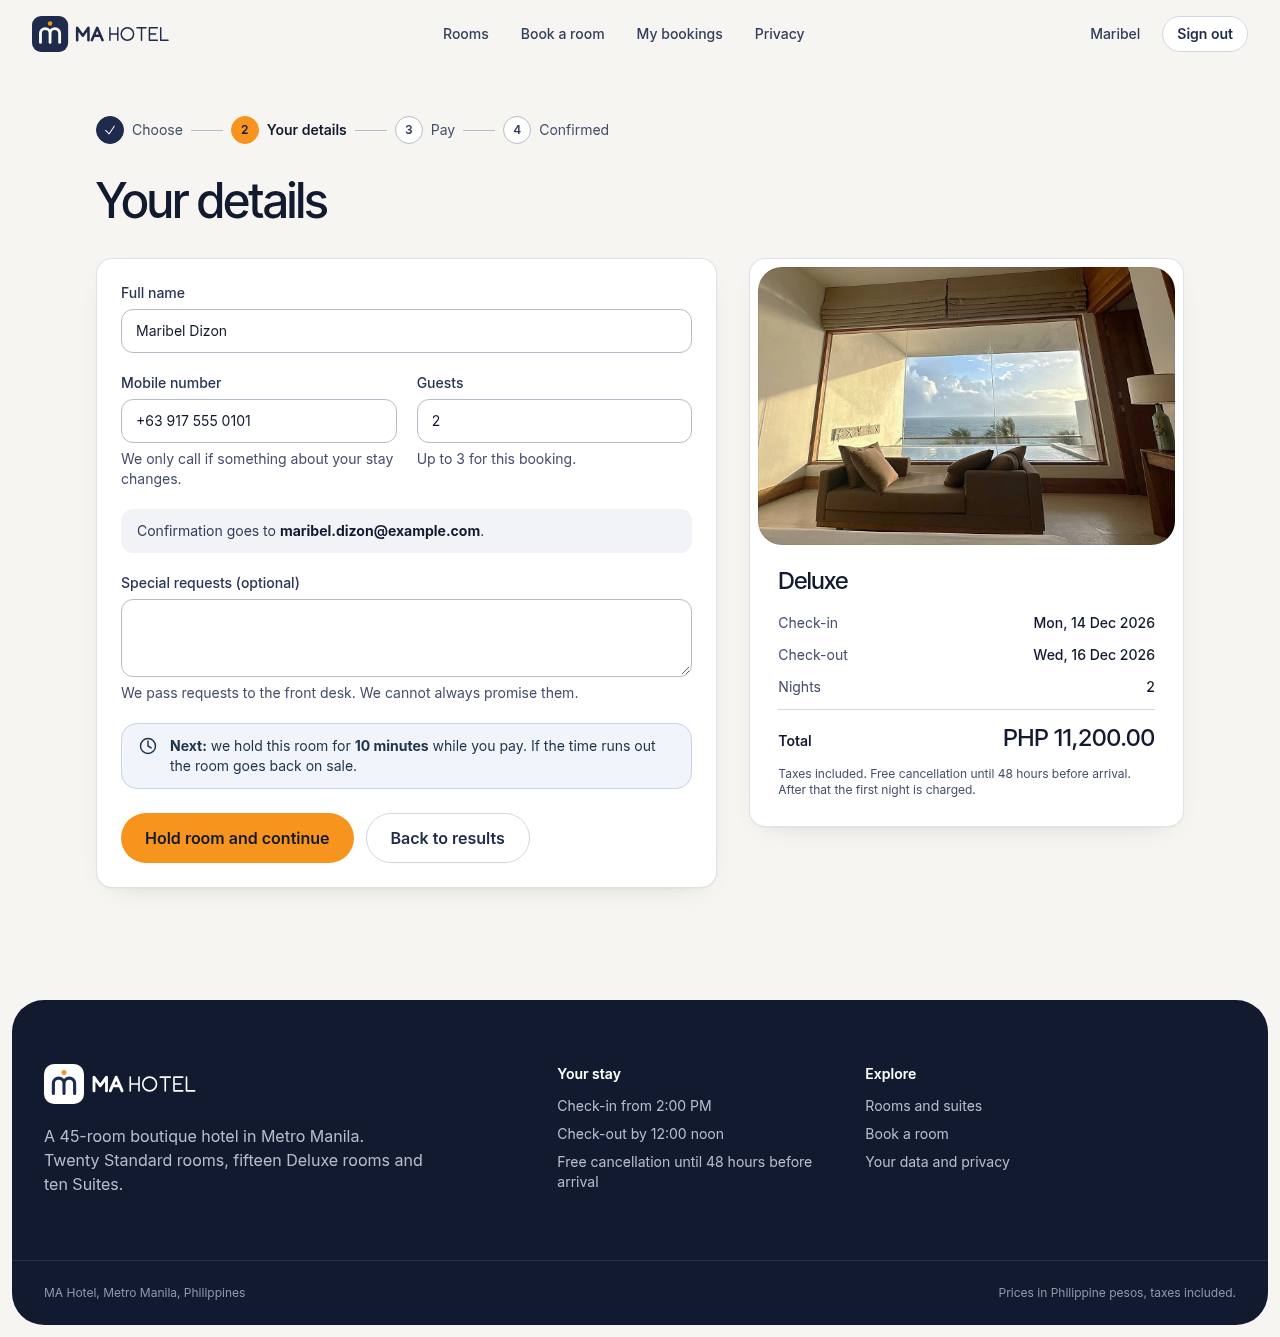 MA HOTEL
Rooms
Book a room
My bookings
Privacy
Maribel
Sign out
Choose
2
Your details
3
Pay
4
Confirmed
Your details
Full name
Maribel Dizon
Mobile number
+63 917 555 0101
We only call if something about your stay
changes.
Guests
2
Up to 3 for this booking.
Confirmation goes to maribel.dizon@example.com.
Special requests (optional)
We pass requests to the front desk. We cannot always promise them.
Next: we hold this room for 10 minutes while you pay. If the time runs out
the room goes back on sale.
Hold room and continue
Back to results
Deluxe
Check-in Mon, 14 Dec 2026
Check-out Wed, 16 Dec 2026
Nights 2
Total PHP 11,200.00
Taxes included. Free cancellation until 48 hours before arrival.
After that the first night is charged.
MA HOTEL
A 45-room boutique hotel in Metro Manila.
Twenty Standard rooms, fifteen Deluxe rooms and
ten Suites.
Your stay
Check-in from 2:00 PM
Check-out by 12:00 noon
Free cancellation until 48 hours before
arrival
Explore
Rooms and suites
Book a room
Your data and privacy
MA Hotel, Metro Manila, Philippines
Prices in Philippine pesos, taxes included.